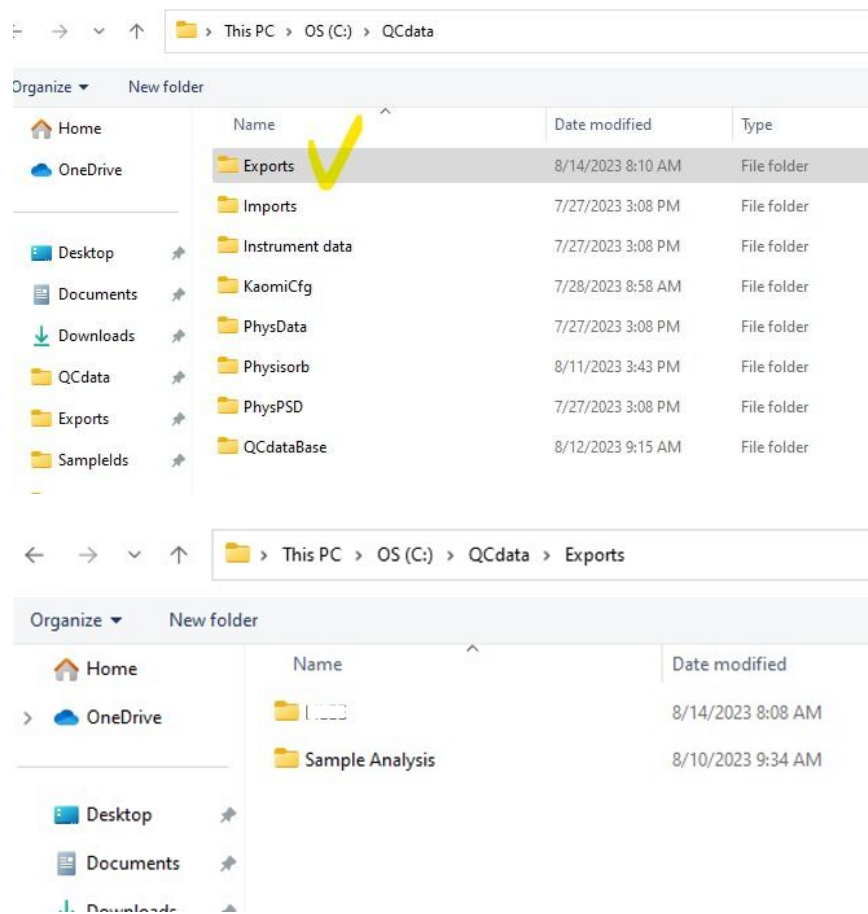 This PC > OS (C:) > QCdata
Organize New folder
Name Date modified Type
Home
OneDrive
Exports 8/14/2023 8:10 AM File folder
Imports 7/27/2023 3:08 PM File folder
Desktop
Instrument data 7/27/2023 3:08 PM File folder
Documents
KaomiCfg 7/28/2023 8:58 AM File folder
Downloads
PhysData 7/27/2023 3:08 PM File folder
QCdata
Physisorb 8/11/2023 3:43 PM File folder
Exports
PhysPSD 7/27/2023 3:08 PM File folder
SampleIds
QCdataBase 8/12/2023 9:15 AM File folder
This PC > OS (C:) > QCdata > Exports
Organize New folder
Name Date modified
Home
OneDrive
8/14/2023 8:08 AM
Sample Analysis 8/10/2023 9:34 AM
Desktop
Documents
Downloads